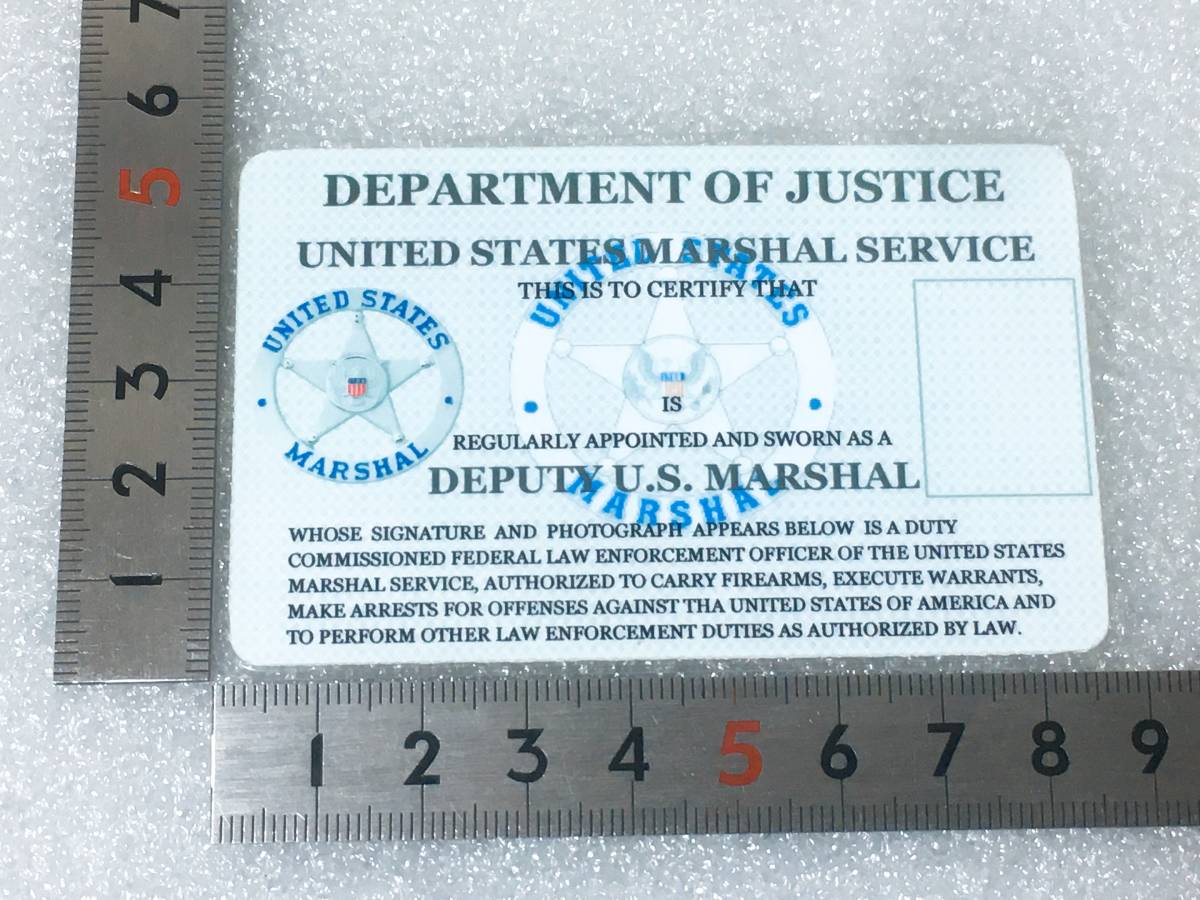 DEPARTMENT OF JUSTICE
UNITED STATES MARSHAL SERVICE
THIS IS TO CERTIFY THAT
UNITED STATES
MARSHAL
UNITED STATES
MARSHAL
IS
REGULARLY APPOINTED AND SWORN AS A
DEPUTY U.S. MARSHAL
WHOSE SIGNATURE AND PHOTOGRAPH APPEARS BELOW IS A DUTY
COMMISSIONED FEDERAL LAW ENFORCEMENT OFFICER OF THE UNITED STATES
MARSHAL SERVICE, AUTHORIZED TO CARRY FIREARMS, EXECUTE WARRANTS,
MAKE ARRESTS FOR OFFENSES AGAINST THA UNITED STATES OF AMERICA AND
TO PERFORM OTHER LAW ENFORCEMENT DUTIES AS AUTHORIZED BY LAW.
7
6
5
4
3
2
1
1 2 3 4 5 6 7 8 9